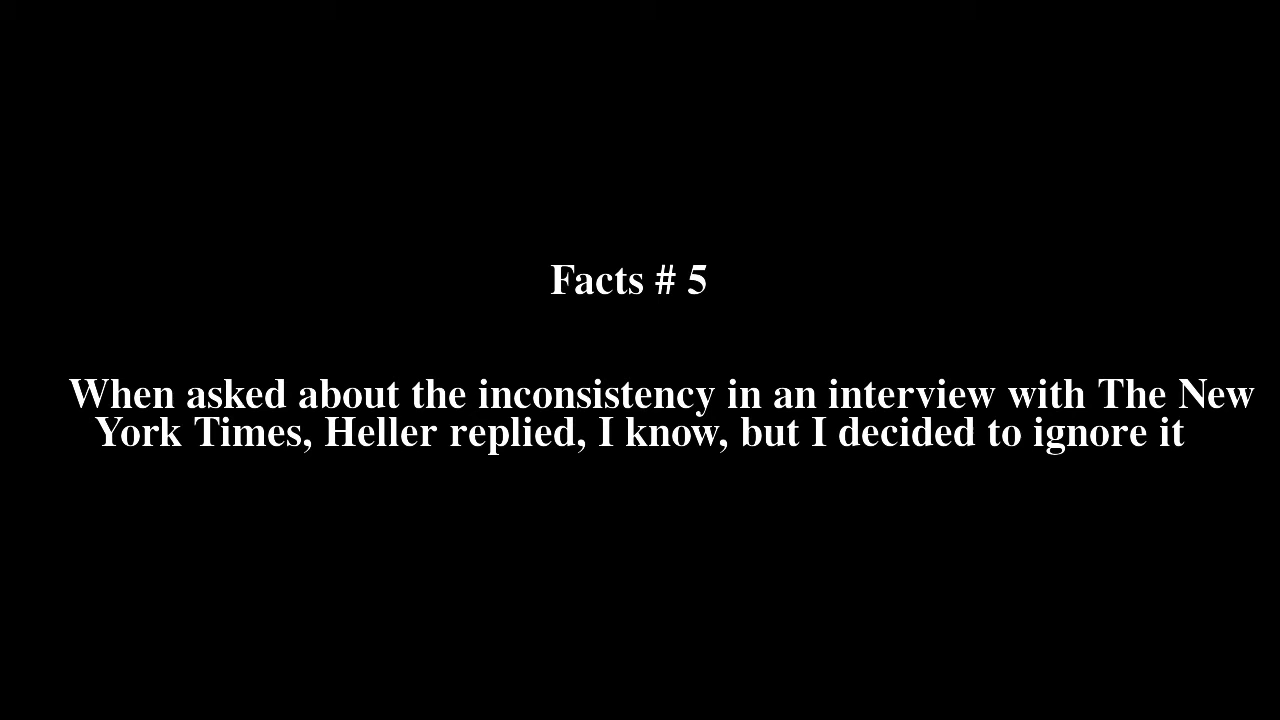 Facts # 5
When asked about the inconsistency in an interview with The New
York Times, Heller replied, I know, but I decided to ignore it